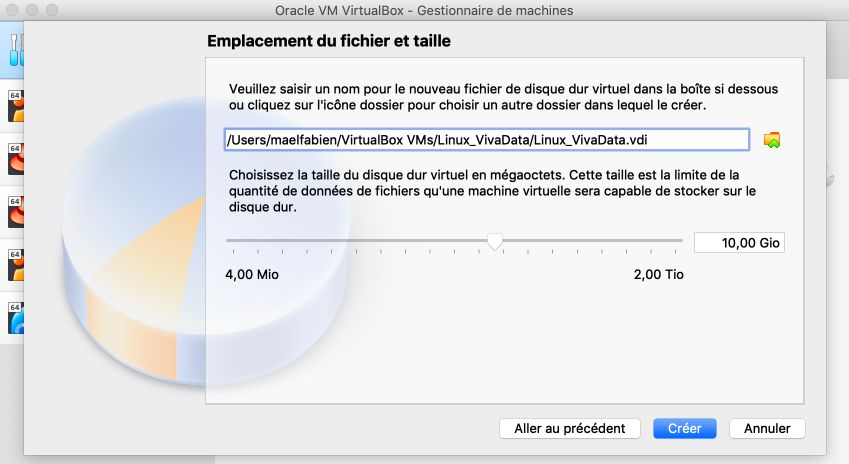 Oracle VM VirtualBox - Gestionnaire de machines
Emplacement du fichier et taille
Veuillez saisir un nom pour le nouveau fichier de disque dur virtuel dans la boîte si dessous
ou cliquez sur l'icône dossier pour choisir un autre dossier dans lequel le créer.
/Users/maelfabien/VirtualBox VMs/Linux_VivaData/Linux_VivaData.vdi
Choisissez la taille du disque dur virtuel en mégaoctets. Cette taille est la limite de la
quantité de données de fichiers qu'une machine virtuelle sera capable de stocker sur le
disque dur.
10,00 Gio
4,00 Mio
2,00 Tio
Aller au précédent
Créer
Annuler
64
64
64
64
64